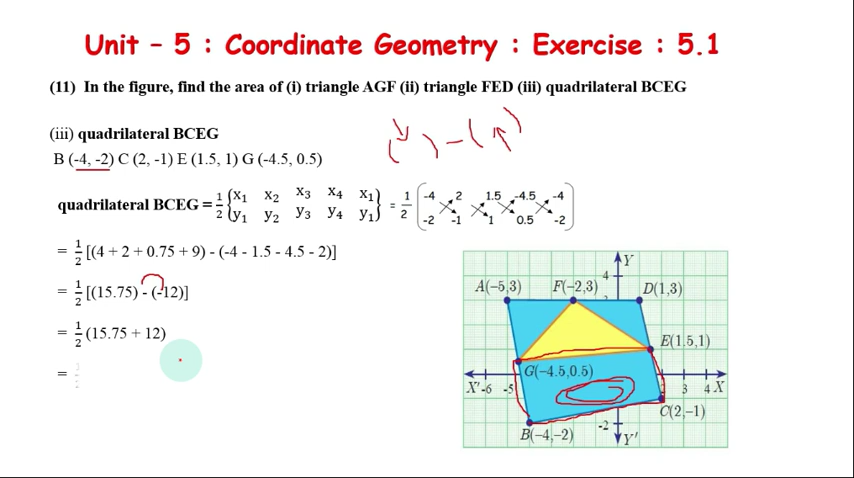 Unit - 5 : Coordinate Geometry : Exercise : 5.1
(11) In the figure, find the area of (i) triangle AGF (ii) triangle FED (iii) quadrilateral BCEG
(iii) quadrilateral BCEG
( ) - ( )
B (-4, -2) C (2, -1) E (1.5, 1) G (-4.5, 0.5)
quadrilateral BCEG = 1/2 {x₁ x₂ x₃ x₄ x₁ = 1/2 ( -4 2 1.5 -4.5 -4
y₁ y₂ y₃ y₄ y₁} -2 -1 1 0.5 -2 )
= 1/2 [(4 + 2 + 0.75 + 9) - (-4 - 1.5 - 4.5 - 2)]
= 1/2 [(15.75) - (-12)]
= 1/2 (15.75 + 12)
=
Y
4
A(−5,3) F(−2,3) D(1,3)
E(1.5,1)
G(−4.5,0.5)
X' -6 -5 3 4 X
C(2,−1)
B(−4,−2) -2 Y'